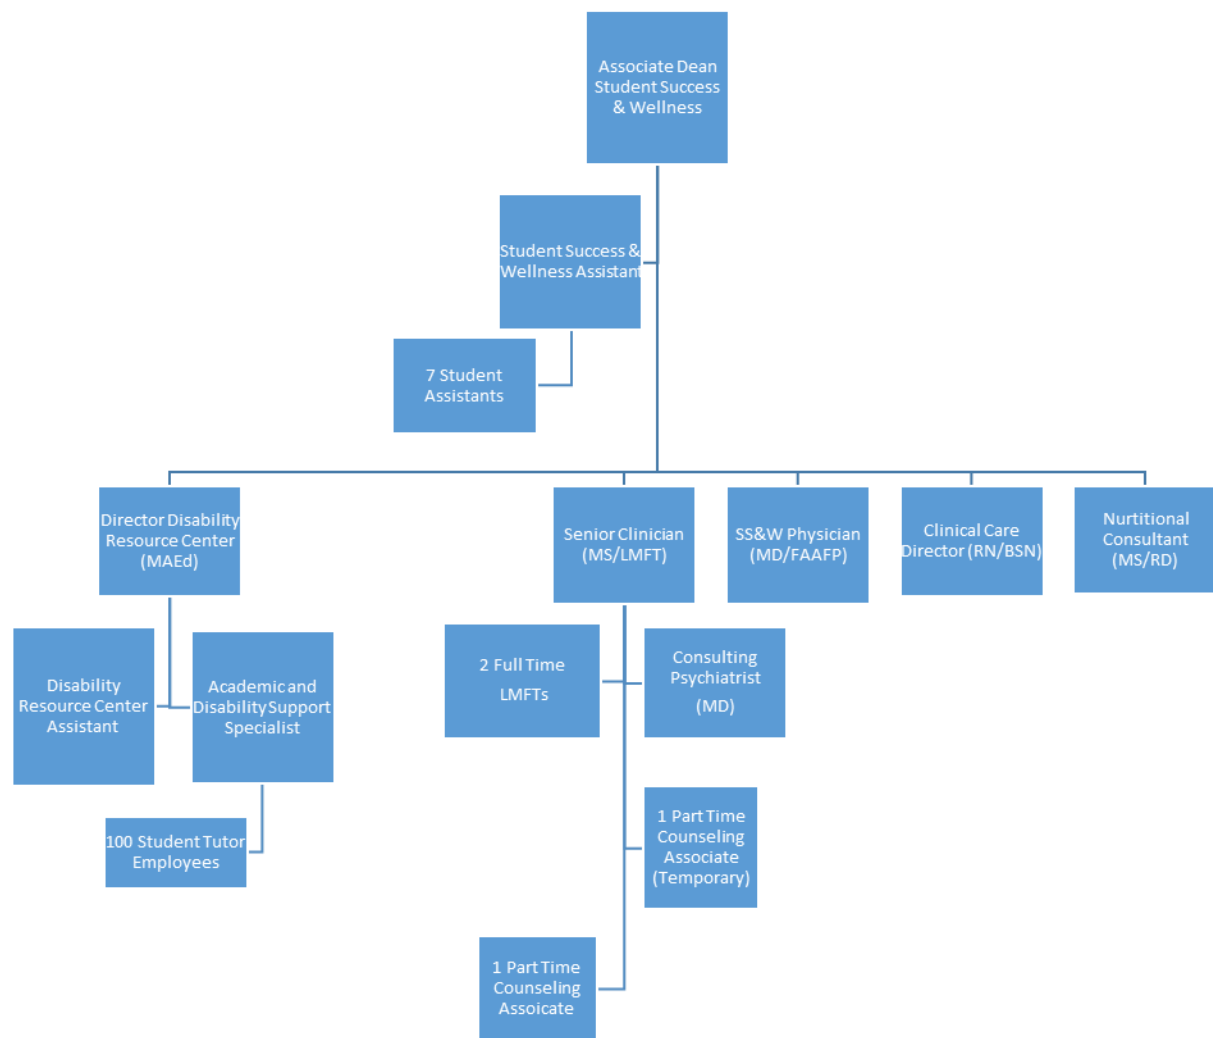 Associate Dean
Student Success
& Wellness
Student Success &
Wellness Assistant
7 Student
Assistants
Director Disability
Resource Center
(MAEd)
Senior Clinician
(MS/LMFT)
SS&W Physician
(MD/FAAFP)
Clinical Care
Director (RN/BSN)
Nurtitional
Consultant
(MS/RD)
Disability
Resource Center
Assistant
Academic and
Disability Support
Specialist
2 Full Time
LMFTs
Consulting
Psychiatrist
(MD)
100 Student Tutor
Employees
1 Part Time
Counseling
Associate
(Temporary)
1 Part Time
Counseling
Assoicate